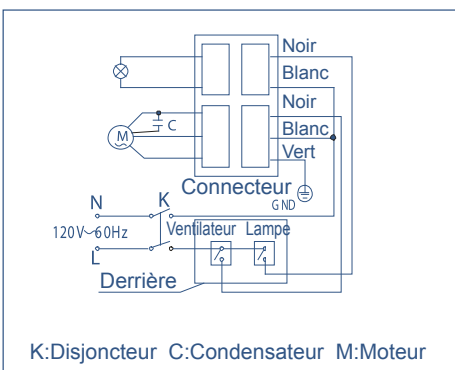 Noir
Blanc
Noir
C
M
Blanc
Vert
Connecteur
GND
N K
120V~60Hz
Ventilateur Lampe
L
Derrière
K:Disjoncteur C:Condensateur M:Moteur